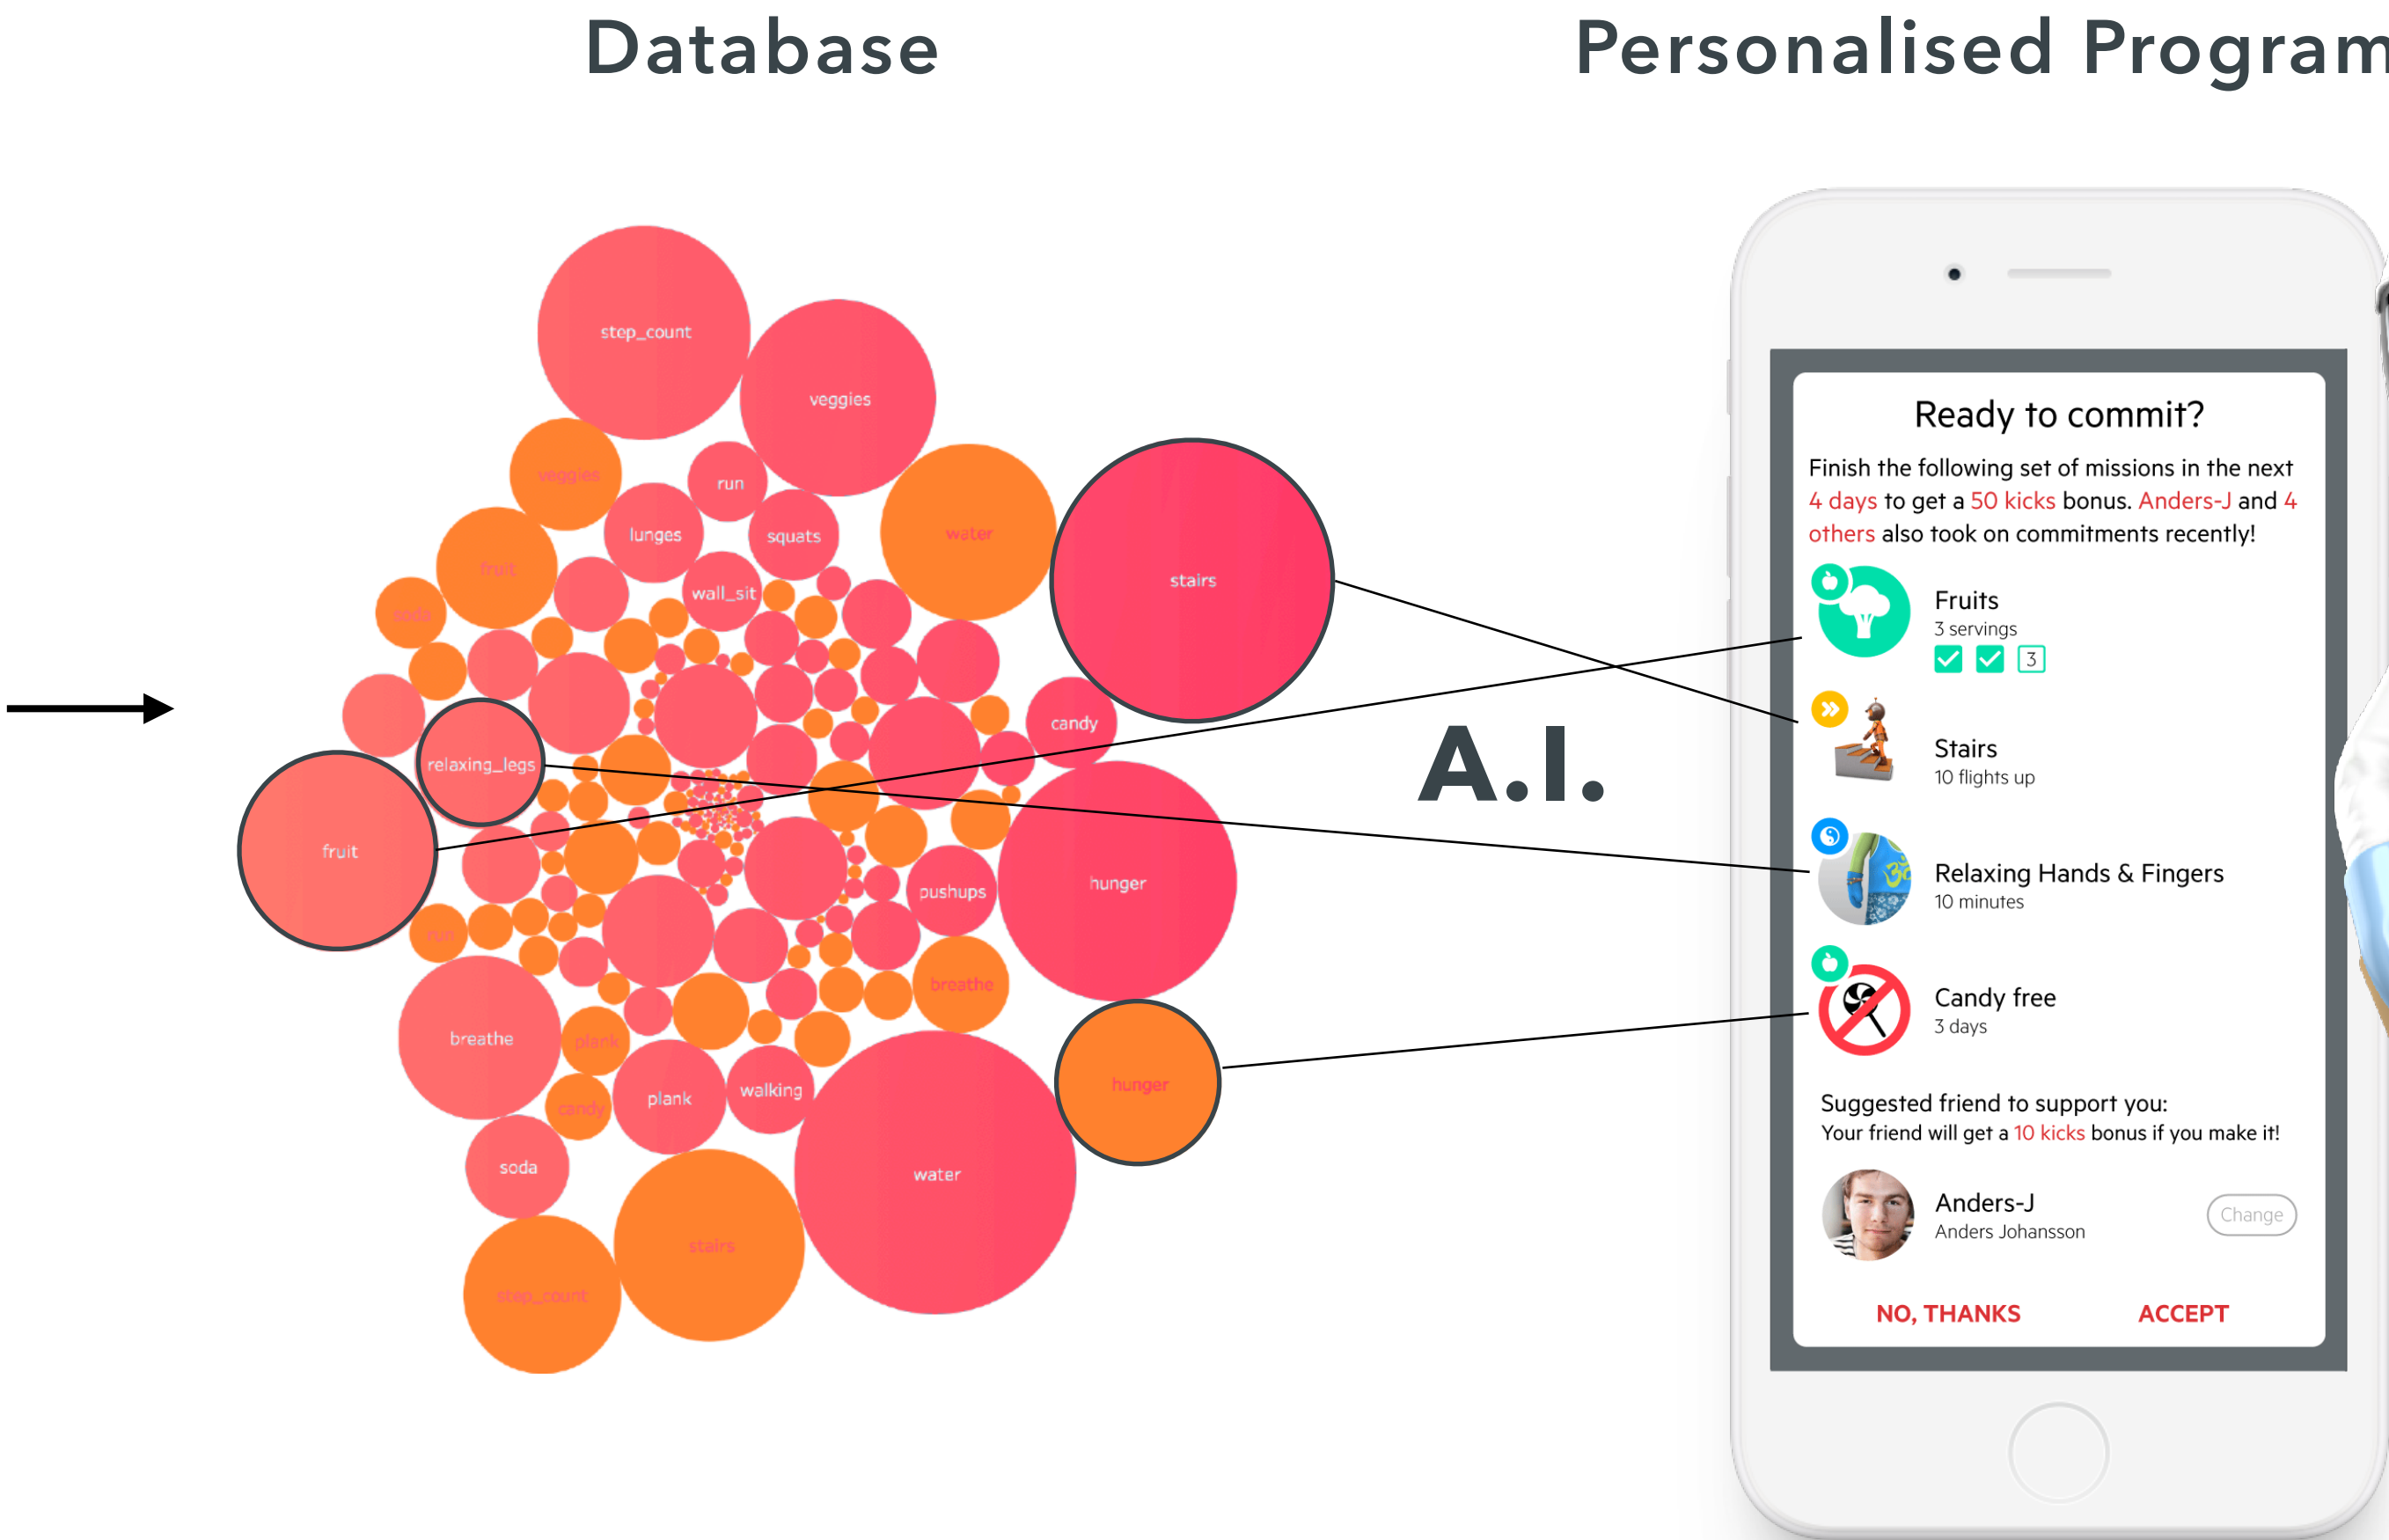 Database
Personalised Program
step_count
veggies
veggies
run
lunges
squats
water
fruit
stairs
wall_sit
soda
candy
relaxing_legs
A.I.
fruit
hunger
pushups
run
breathe
breathe
plank
hunger
candy
plank
walking
soda
water
stairs
step_count
Ready to commit?
Finish the following set of missions in the next
4 days to get a 50 kicks bonus. Anders-J and 4
others also took on commitments recently!
Fruits
3 servings
3
Stairs
10 flights up
Relaxing Hands & Fingers
10 minutes
Candy free
3 days
Suggested friend to support you:
Your friend will get a 10 kicks bonus if you make it!
Anders-J
Anders Johansson
Change
NO, THANKS
ACCEPT